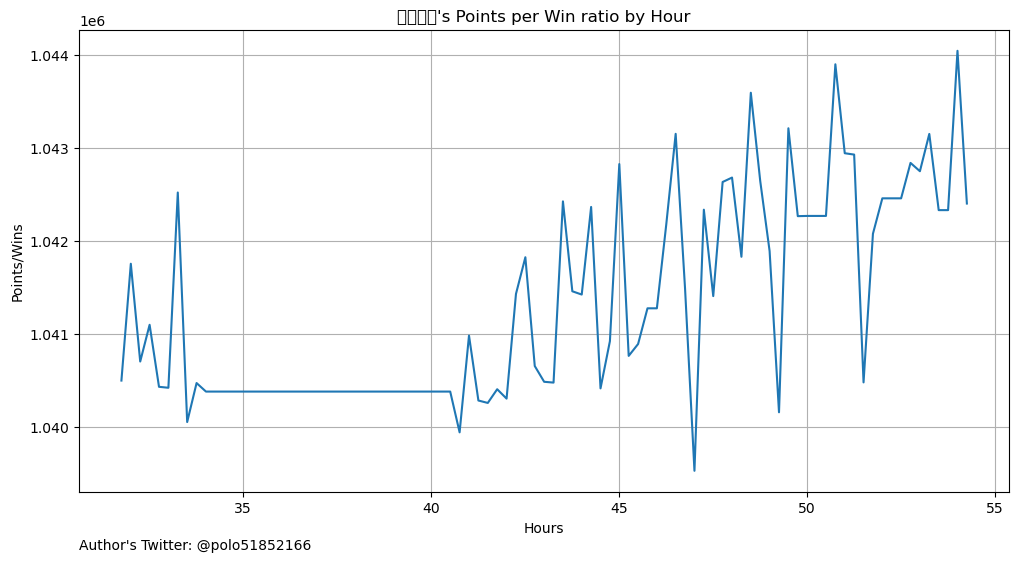 's Points per Win ratio by Hour
1e6
1.044
1.043
1.042
1.041
1.040
Points/Wins
35 40 45 50 55
Hours
Author's Twitter: @polo51852166